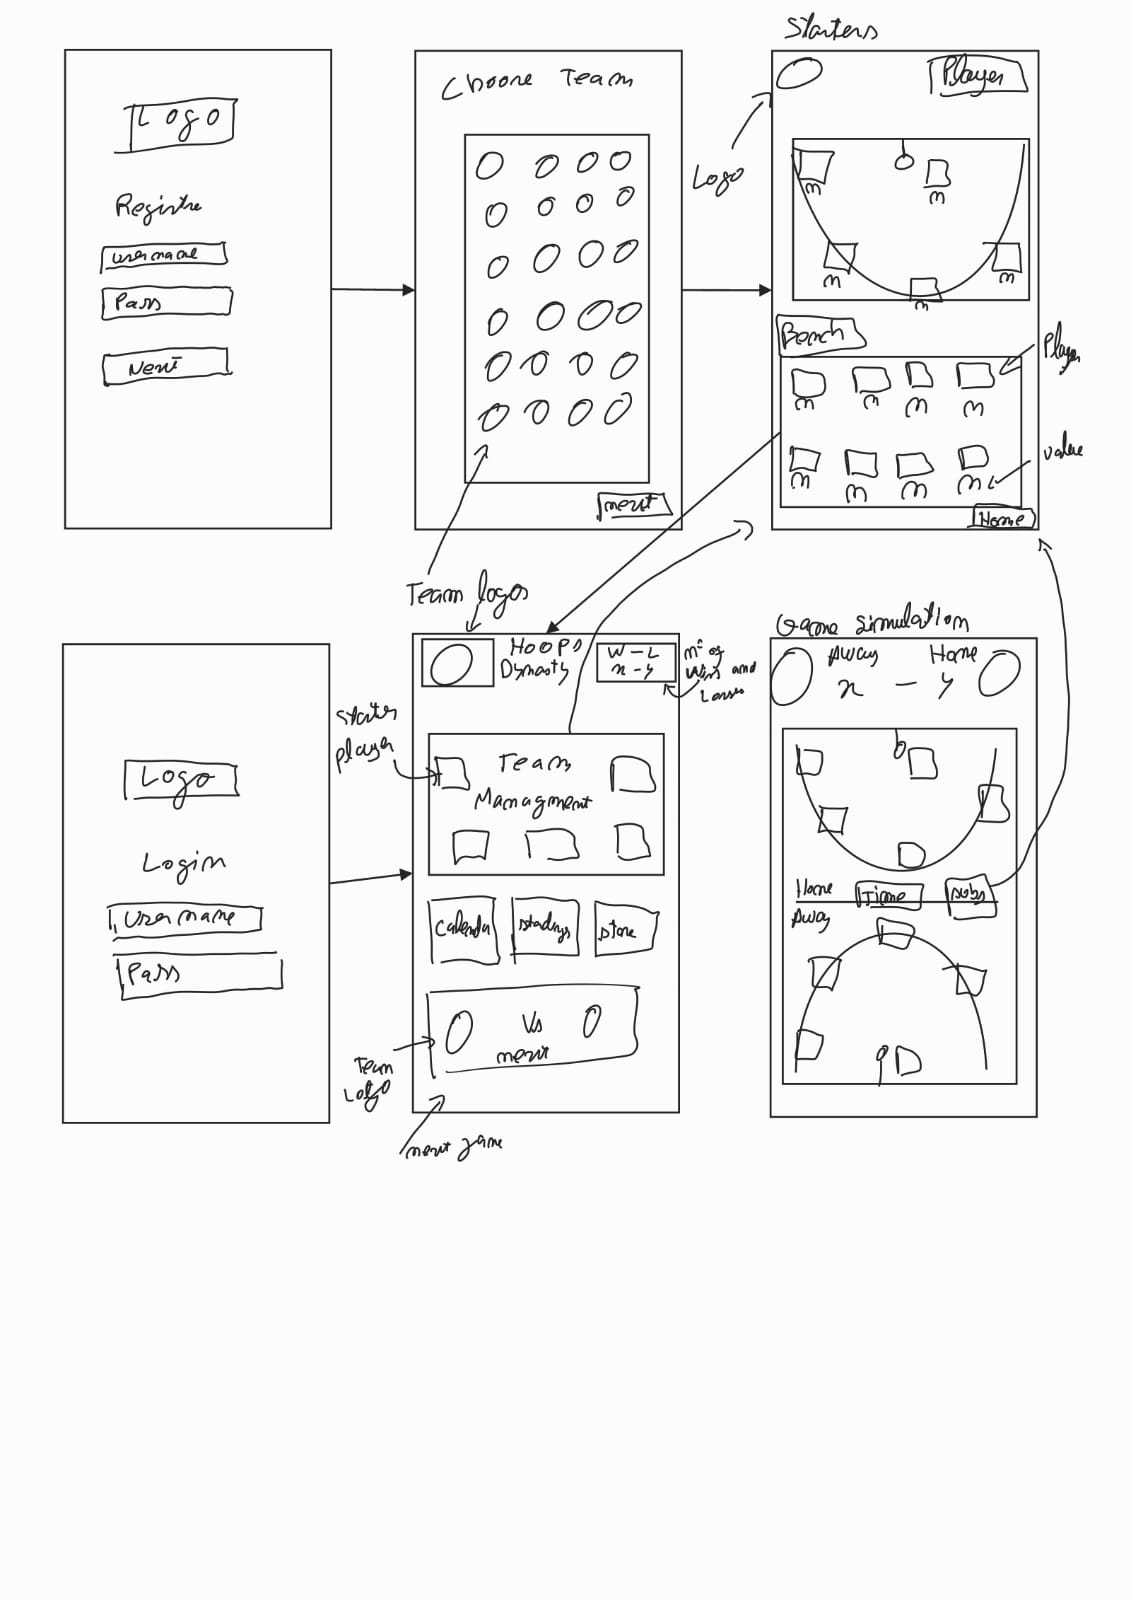 Starters
Choose Team
Player
Logo
Logo
Registre
Username
Pass
Next
Bench
Player
value
next
Home
Team logos
Game simulation
HOOPS
Dynasty
W - L
x - y
nº of
wins and
Losses
Away
Home
x - y
Starter
player
Team
Managment
Logo
Login
Username
Pass
Home
Time
subs
Away
Calendar
standings
store
Vs
next
Team
Logo
next game